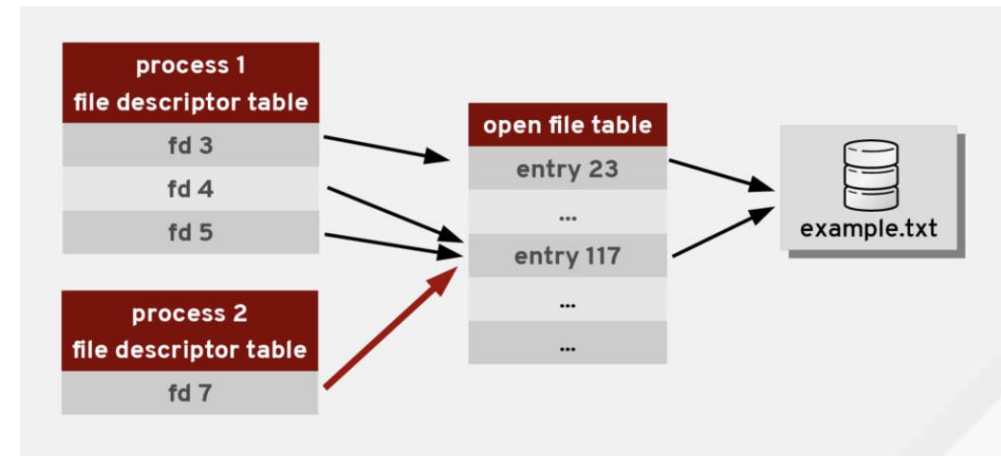 process 1
file descriptor table
fd 3
fd 4
fd 5
process 2
file descriptor table
fd 7
open file table
entry 23
...
entry 117
...
...
example.txt